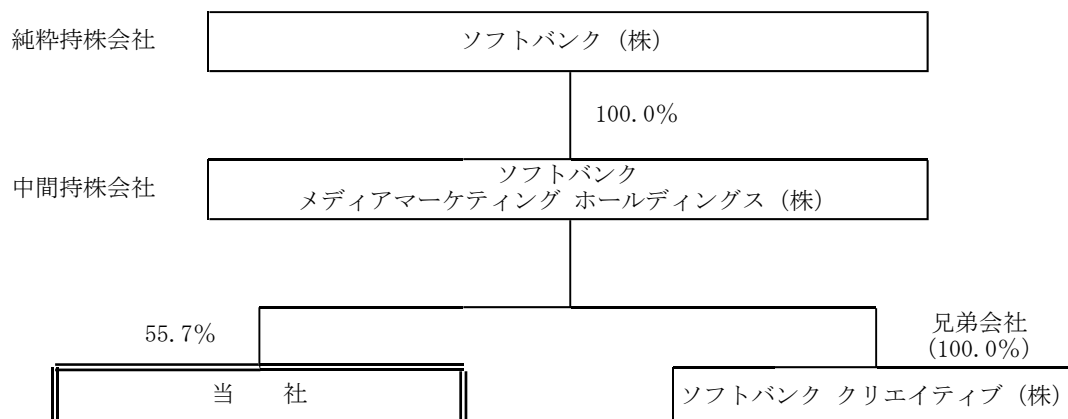 純粋持株会社
ソフトバンク（株）
100.0％
中間持株会社
ソフトバンク
メディアマーケティング ホールディングス（株）
55.7％
兄弟会社
(100.0％)
当　社
ソフトバンク クリエイティブ（株）